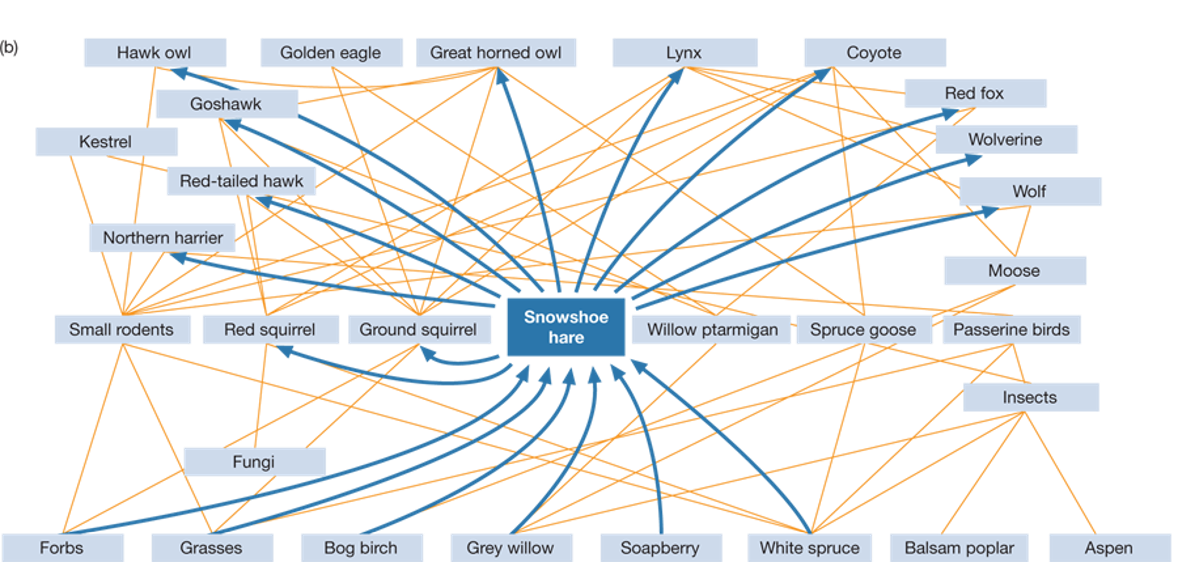 (b)
Hawk owl
Golden eagle
Great horned owl
Lynx
Coyote
Goshawk
Red fox
Kestrel
Wolverine
Red-tailed hawk
Wolf
Northern harrier
Moose
Small rodents
Red squirrel
Ground squirrel
Snowshoe
hare
Willow ptarmigan
Spruce goose
Passerine birds
Insects
Fungi
Forbs
Grasses
Bog birch
Grey willow
Soapberry
White spruce
Balsam poplar
Aspen